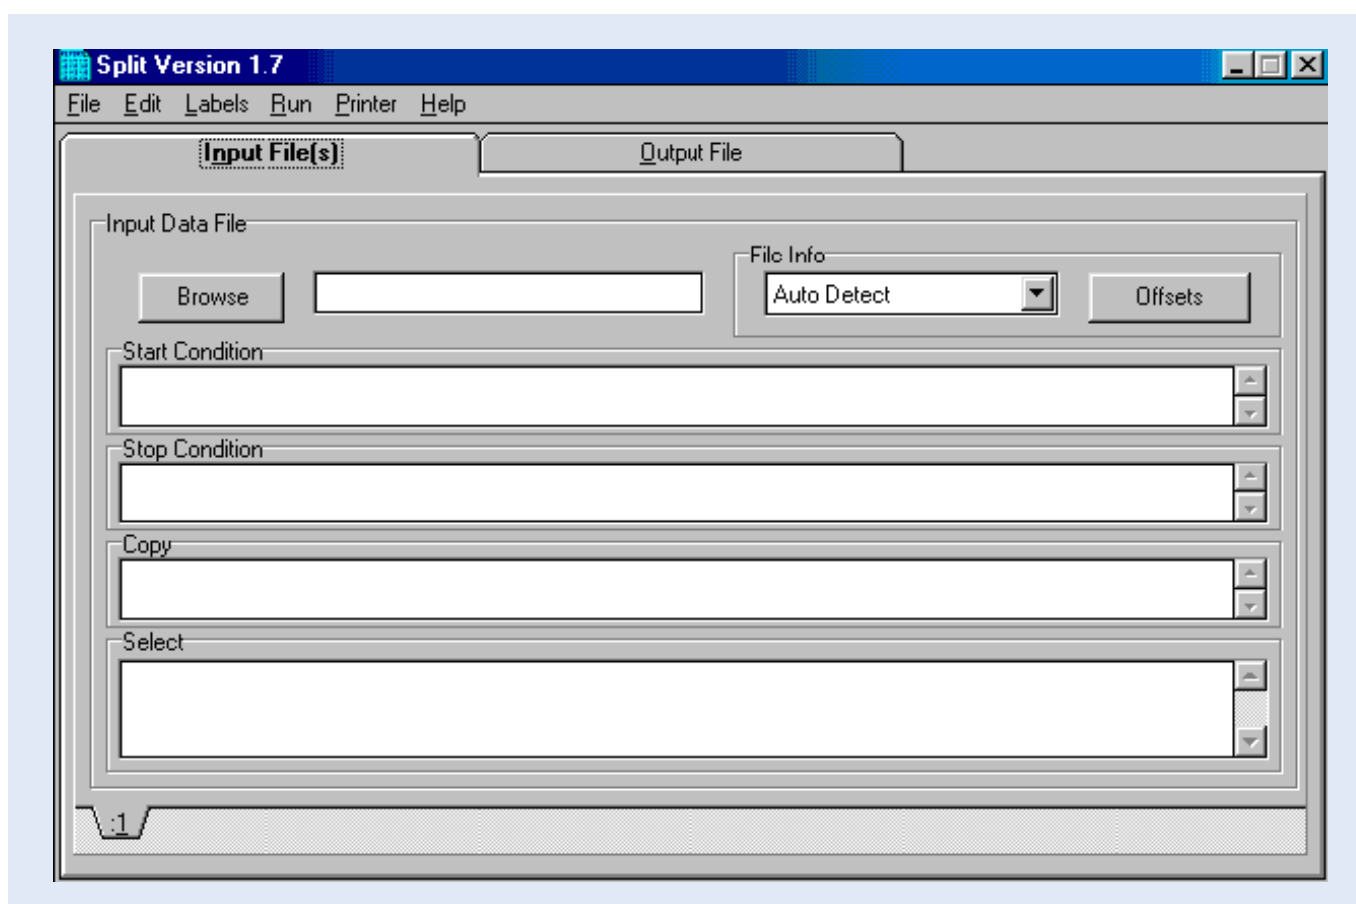 Split Version 1.7
File Edit Labels Run Printer Help
Input File(s) Output File
Input Data File
File Info
Browse Auto Detect Offsets
Start Condition
Stop Condition
Copy
Select
:1